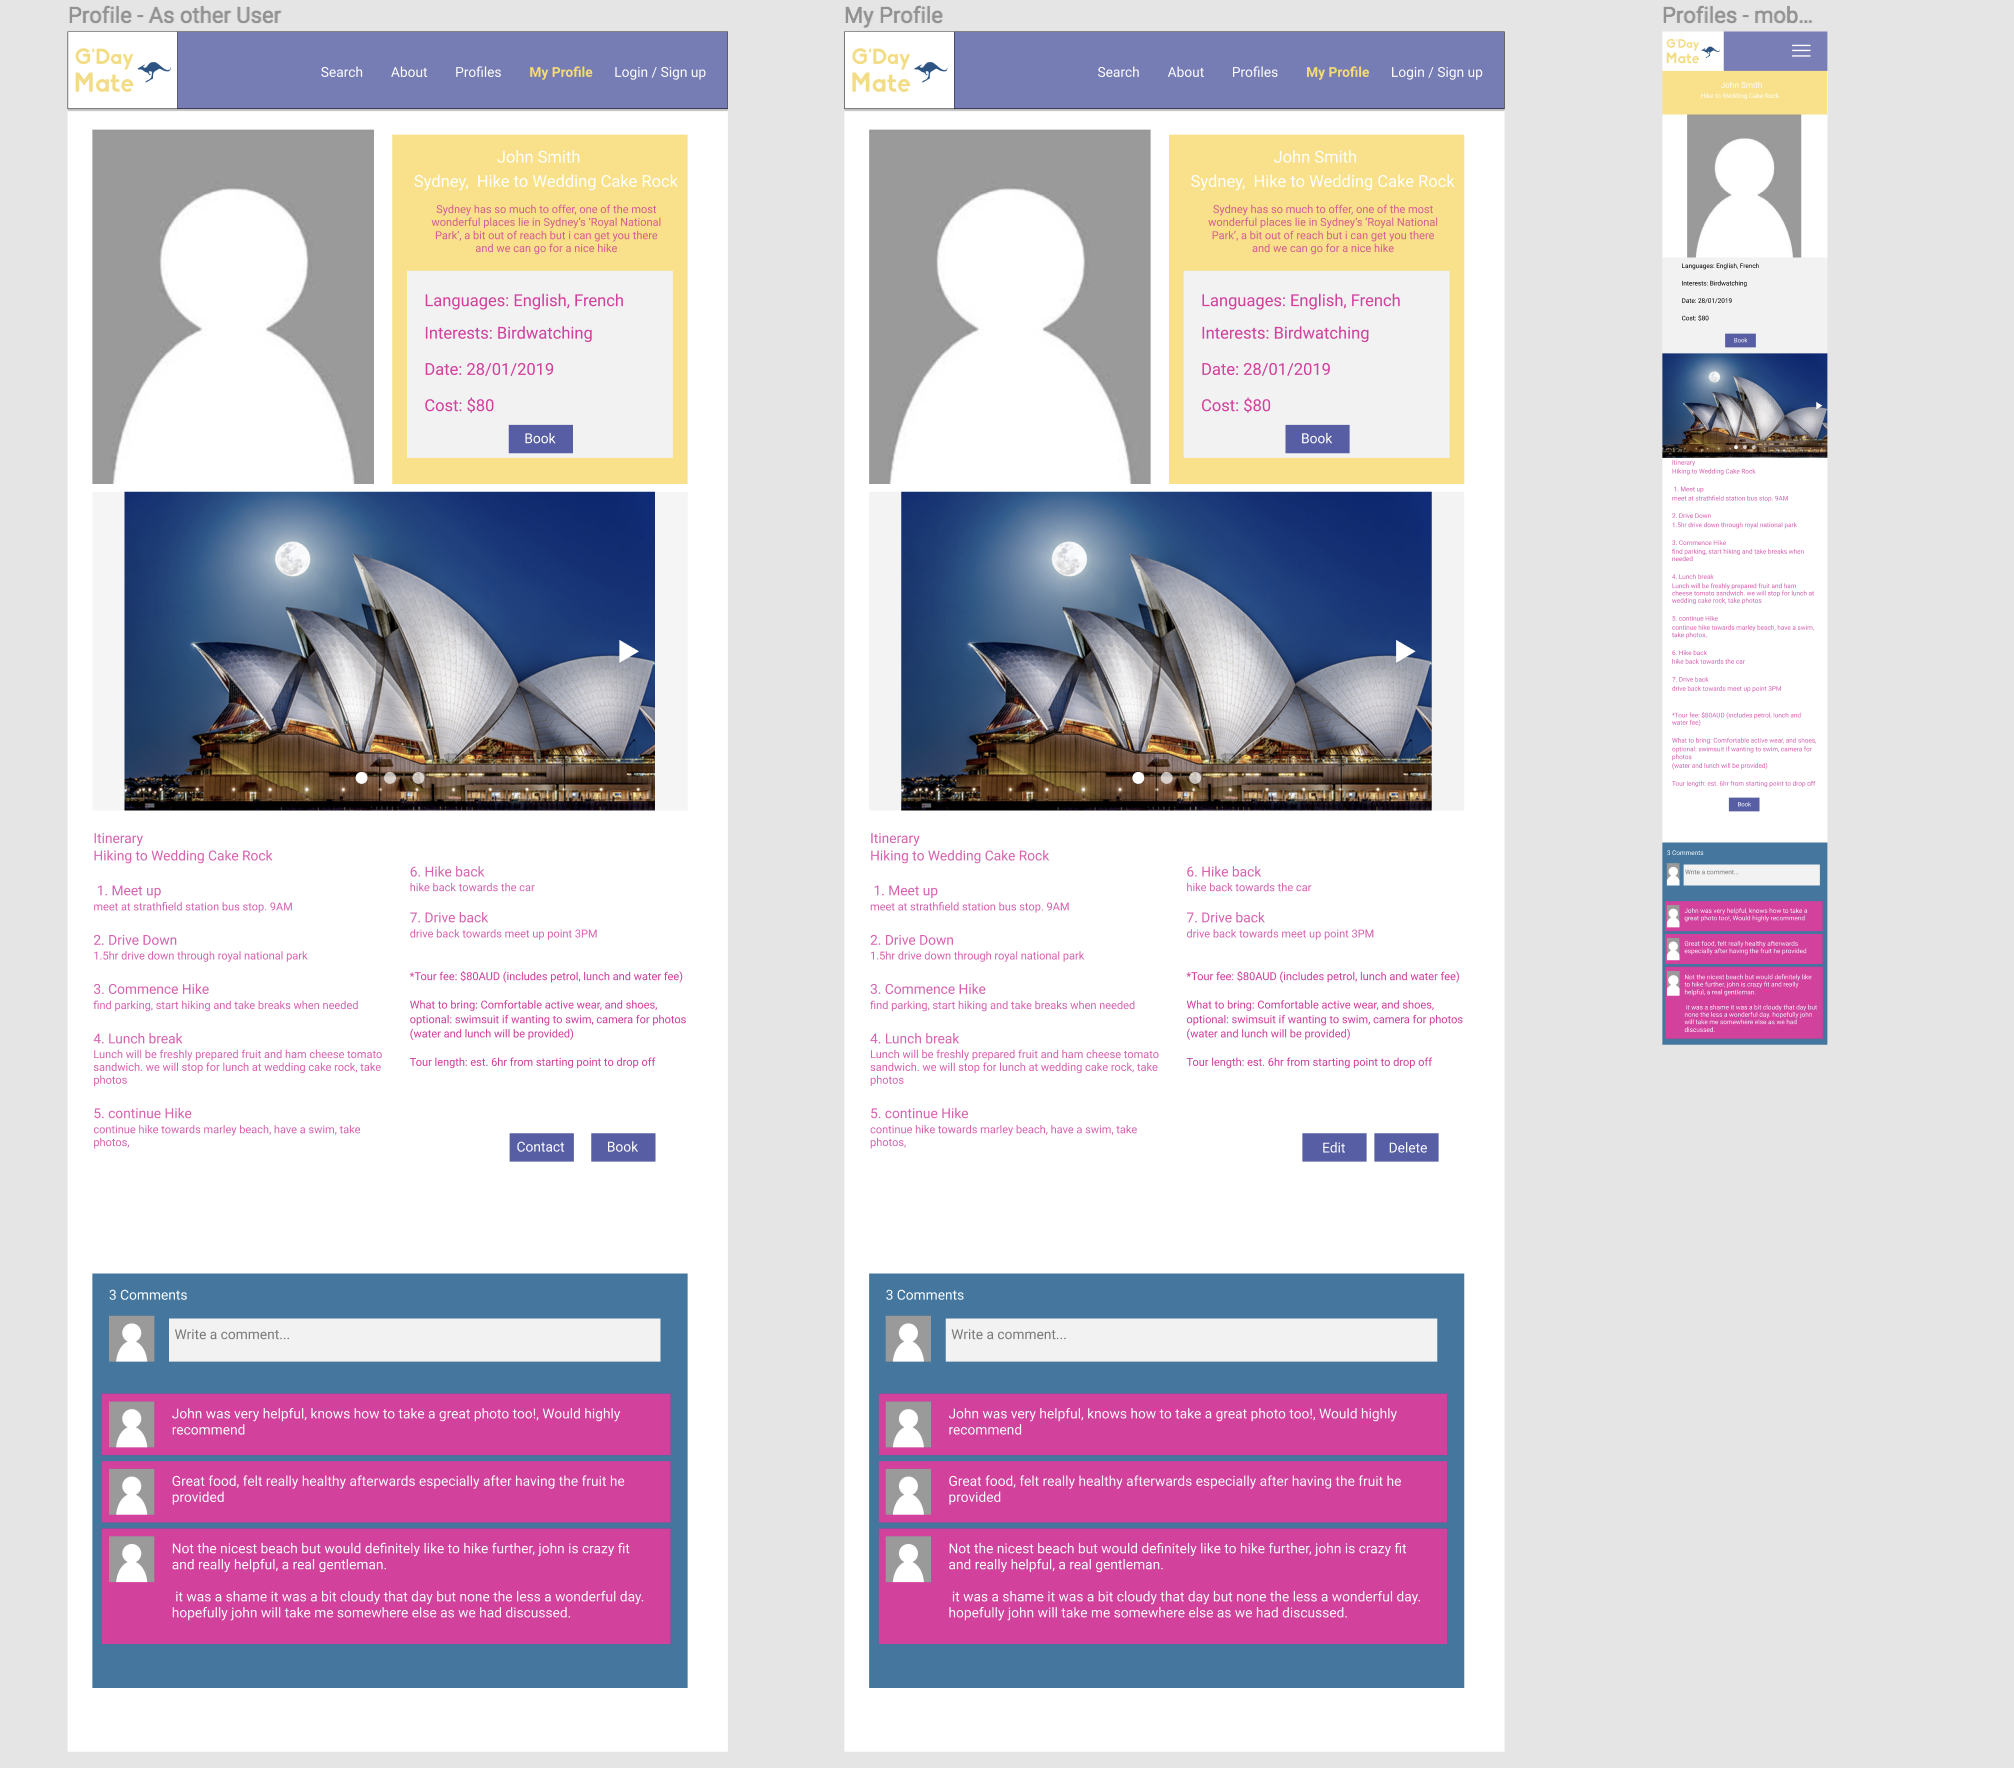 Profile - As other User
G'Day
Mate
Search About Profiles My Profile Login / Sign up
John Smith
Sydney,  Hike to Wedding Cake Rock
Sydney has so much to offer, one of the most
wonderful places lie in Sydney's 'Royal National
Park', a bit out of reach but i can get you there
and we can go for a nice hike
Languages: English, French
Interests: Birdwatching
Date: 28/01/2019
Cost: $80
Book
Itinerary
Hiking to Wedding Cake Rock
1. Meet up
meet at strathfield station bus stop. 9AM
2. Drive Down
1.5hr drive down through royal national park
3. Commence Hike
find parking, start hiking and take breaks when needed
4. Lunch break
Lunch will be freshly prepared fruit and ham cheese tomato
sandwich. we will stop for lunch at wedding cake rock, take
photos
5. continue Hike
continue hike towards marley beach, have a swim, take
photos,
6. Hike back
hike back towards the car
7. Drive back
drive back towards meet up point 3PM
*Tour fee: $80AUD (includes petrol, lunch and water fee)
What to bring: Comfortable active wear, and shoes,
optional: swimsuit if wanting to swim, camera for photos
(water and lunch will be provided)
Tour length: est. 6hr from starting point to drop off
Contact Book
3 Comments
Write a comment...
John was very helpful, knows how to take a great photo too!, Would highly
recommend
Great food, felt really healthy afterwards especially after having the fruit he
provided
Not the nicest beach but would definitely like to hike further, john is crazy fit
and really helpful, a real gentleman.
it was a shame it was a bit cloudy that day but none the less a wonderful day.
hopefully john will take me somewhere else as we had discussed.
My Profile
G'Day
Mate
Search About Profiles My Profile Login / Sign up
John Smith
Sydney,  Hike to Wedding Cake Rock
Sydney has so much to offer, one of the most
wonderful places lie in Sydney's 'Royal National
Park', a bit out of reach but i can get you there
and we can go for a nice hike
Languages: English, French
Interests: Birdwatching
Date: 28/01/2019
Cost: $80
Book
Itinerary
Hiking to Wedding Cake Rock
1. Meet up
meet at strathfield station bus stop. 9AM
2. Drive Down
1.5hr drive down through royal national park
3. Commence Hike
find parking, start hiking and take breaks when needed
4. Lunch break
Lunch will be freshly prepared fruit and ham cheese tomato
sandwich. we will stop for lunch at wedding cake rock, take
photos
5. continue Hike
continue hike towards marley beach, have a swim, take
photos,
6. Hike back
hike back towards the car
7. Drive back
drive back towards meet up point 3PM
*Tour fee: $80AUD (includes petrol, lunch and water fee)
What to bring: Comfortable active wear, and shoes,
optional: swimsuit if wanting to swim, camera for photos
(water and lunch will be provided)
Tour length: est. 6hr from starting point to drop off
Edit Delete
3 Comments
Write a comment...
John was very helpful, knows how to take a great photo too!, Would highly
recommend
Great food, felt really healthy afterwards especially after having the fruit he
provided
Not the nicest beach but would definitely like to hike further, john is crazy fit
and really helpful, a real gentleman.
it was a shame it was a bit cloudy that day but none the less a wonderful day.
hopefully john will take me somewhere else as we had discussed.
Profiles - mob...
G'Day
Mate
John Smith
Hike to Wedding Cake Rock
Languages: English, French
Interests: Birdwatching
Date: 28/01/2019
Cost: $80
Book
Itinerary
Hiking to Wedding Cake Rock
1. Meet up
meet at strathfield station bus stop. 9AM
2. Drive Down
1.5hr drive down through royal national park
3. Commence Hike
find parking, start hiking and take breaks when
needed
4. Lunch break
Lunch will be freshly prepared fruit and ham
cheese tomato sandwich. we will stop for lunch at
wedding cake rock, take photos
5. continue Hike
continue hike towards marley beach, have a swim,
take photos,
6. Hike back
hike back towards the car
7. Drive back
drive back towards meet up point 3PM
*Tour fee: $80AUD (includes petrol, lunch and
water fee)
What to bring: Comfortable active wear, and shoes,
optional: swimsuit if wanting to swim, camera for
photos
(water and lunch will be provided)
Tour length: est. 6hr from starting point to drop off
Book
3 Comments
Write a comment...
John was very helpful, knows how to take a
great photo too!, Would highly recommend
Great food, felt really healthy afterwards
especially after having the fruit he provided
Not the nicest beach but would definitely like
to hike further, john is crazy fit and really
helpful, a real gentleman.
it was a shame it was a bit cloudy that day but
none the less a wonderful day. hopefully john
will take me somewhere else as we had
discussed.